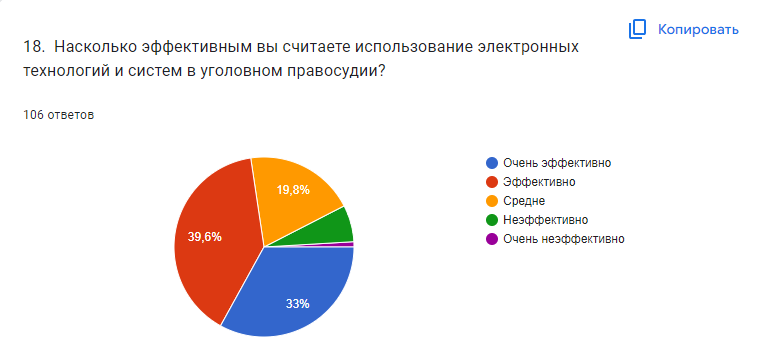 Копировать
18. Насколько эффективным вы считаете использование электронных
технологий и систем в уголовном правосудии?
106 ответов
Очень эффективно
Эффективно
Средне
Неэффективно
Очень неэффективно
19,8%
39,6%
33%